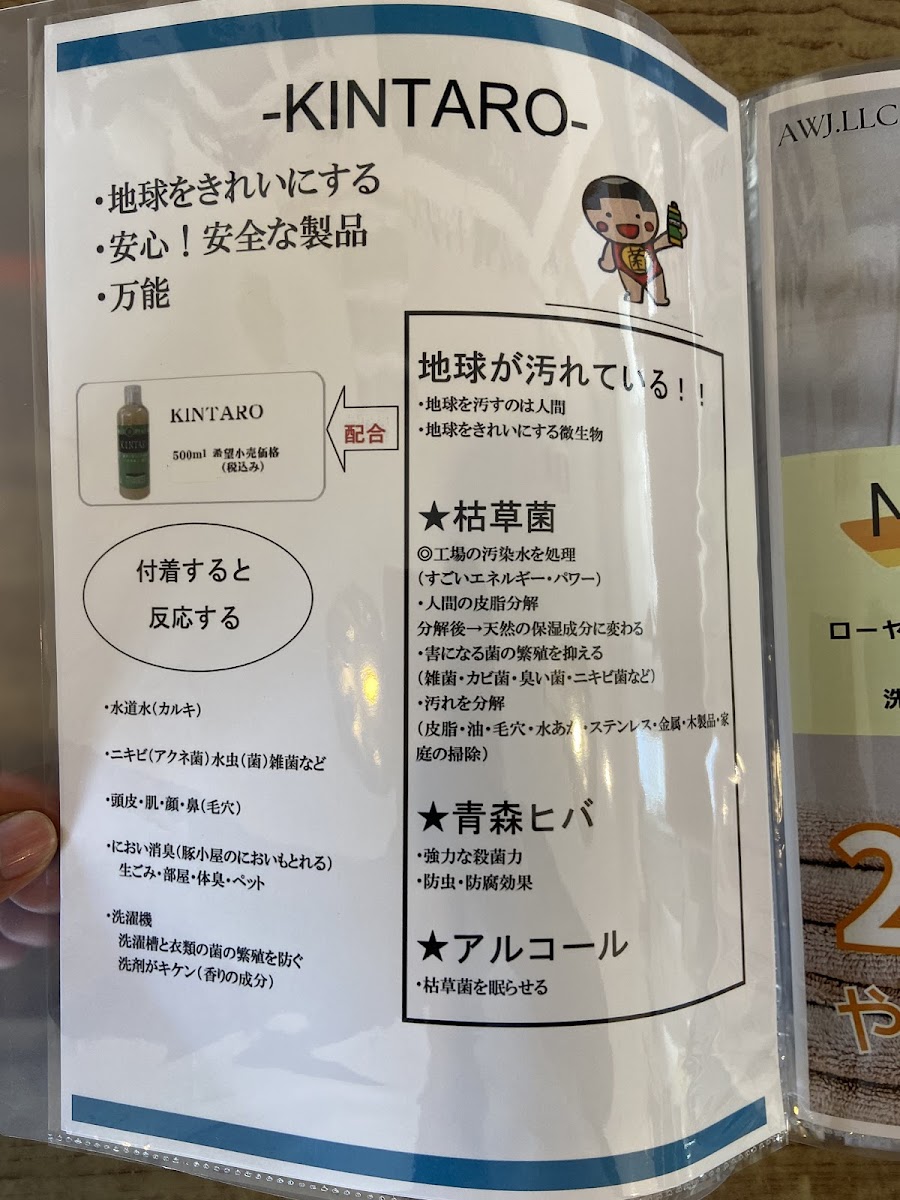 -KINTARO-
・地球をきれいにする
・安心！安全な製品
・万能
菌
KINTARO
KINTARO
500ml 希望小売価格
(税込み)
配合
付着すると
反応する
・水道水(カルキ)
・ニキビ(アクネ菌)水虫(菌)雑菌など
・頭皮・肌・顔・鼻(毛穴)
・におい消臭(豚小屋のにおいもとれる)
生ごみ・部屋・体臭・ペット
・洗濯機
洗濯槽と衣類の菌の繁殖を防ぐ
洗剤がキケン(香りの成分)
地球が汚れている！！
・地球を汚すのは人間
・地球をきれいにする微生物
★枯草菌
◎工場の汚染水を処理
(すごいエネルギー・パワー)
・人間の皮脂分解
分解後→天然の保湿成分に変わる
・害になる菌の繁殖を抑える
(雑菌・カビ菌・臭い菌・ニキビ菌など)
・汚れを分解
(皮脂・油・毛穴・水あか・ステンレス・金属・木製品・家
庭の掃除)
★青森ヒバ
・強力な殺菌力
・防虫・防腐効果
★アルコール
・枯草菌を眠らせる
AWJ.LLC
ローヤ
洗
2
や